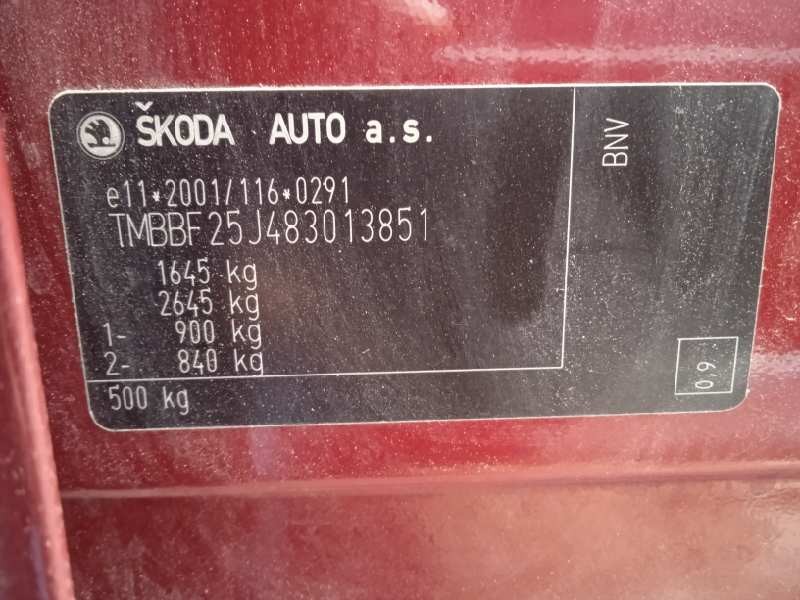 ŠKODA AUTO a.s.
e11*2001/116*0291
TMBBF25J483013851
1645 kg
2645 kg
1- 900 kg
2- 840 kg
500 kg
BNV
0.9